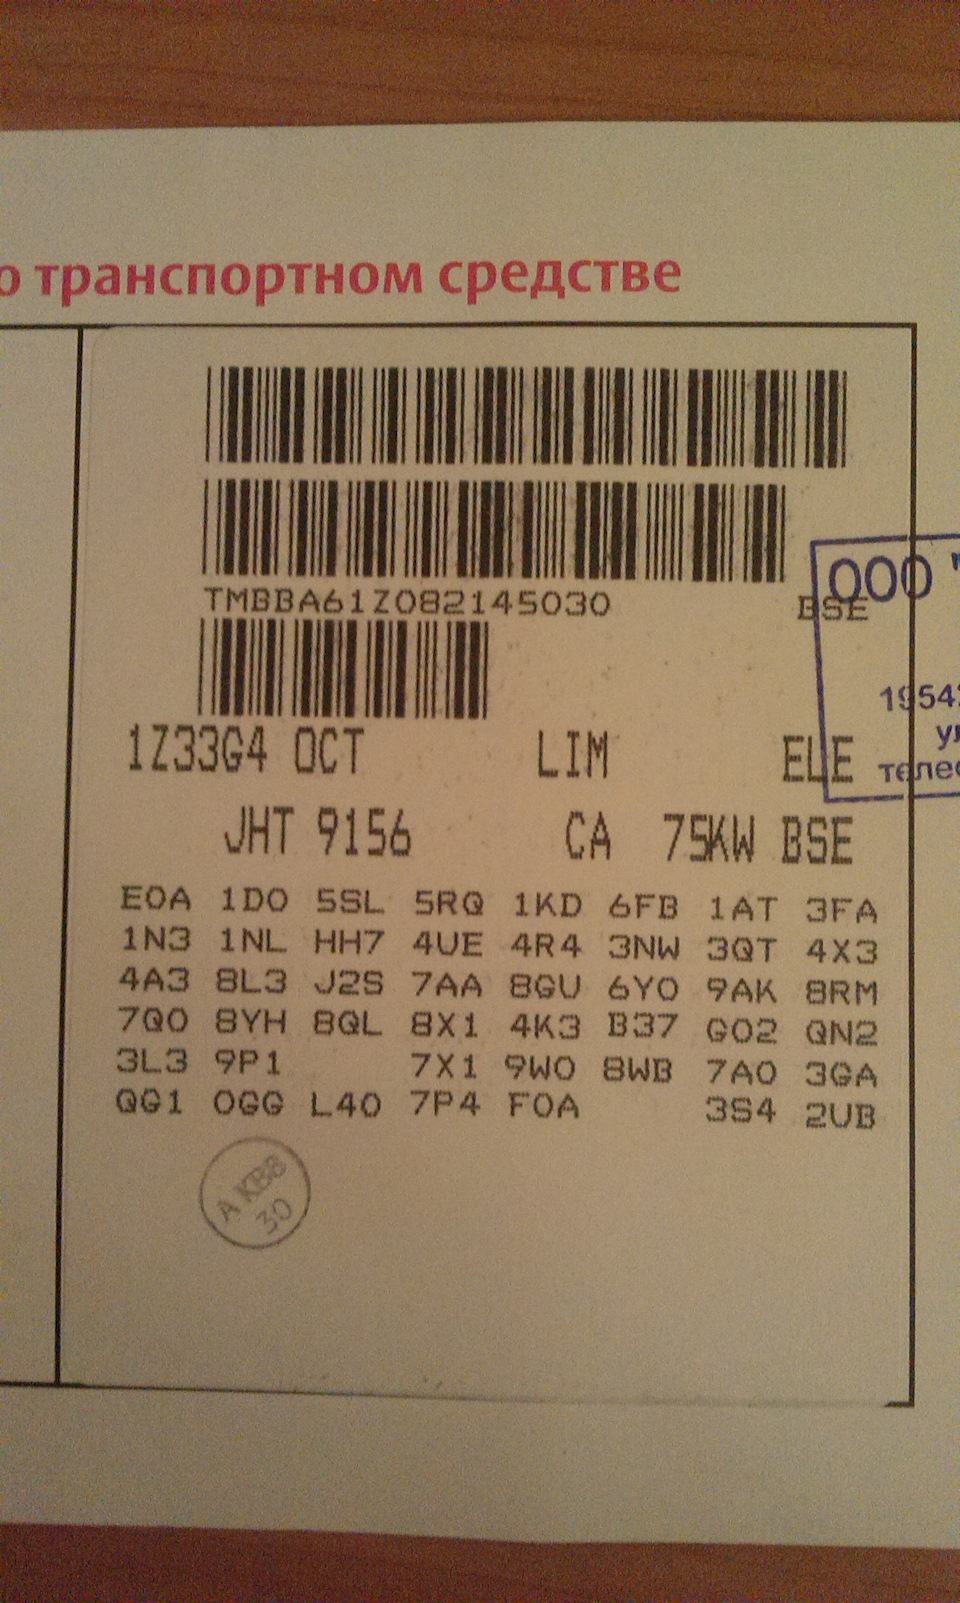 о транспортном средстве
TMBBA61Z082145030 BSE
ООО "
1954
ул
1Z33G4 OCT LIM ELE
телеф
JHT 9156 CA 75KW BSE
E0A 1D0 5SL 5RQ 1KD 6FB 1AT 3FA
1N3 1NL HH7 4UE 4R4 3NW 3QT 4X3
4A3 8L3 J2S 7AA 8GU 6Y0 9AK 8RM
7Q0 8YH 8QL 8X1 4K3 B37 G02 QN2
3L3 9P1 7X1 9W0 8WB 7A0 3GA
QG1 0GG L40 7P4 F0A 3S4 2UB
A KB8
30